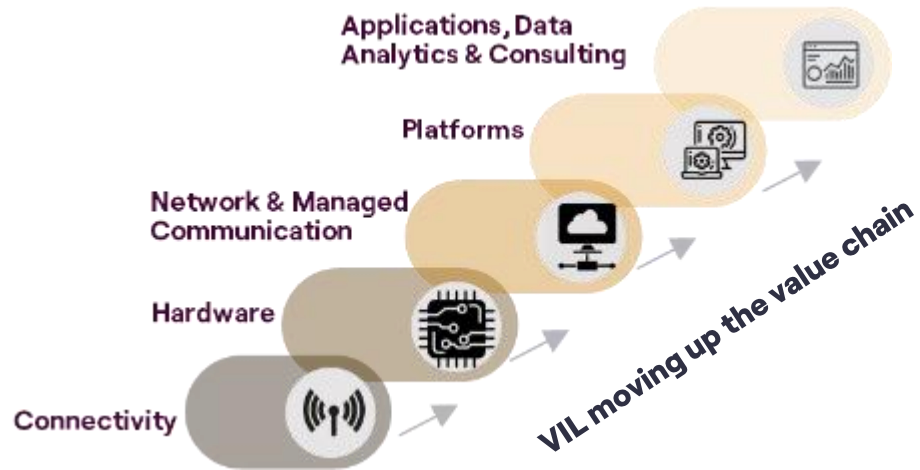 Applications, Data
Analytics & Consulting
Platforms
Network & Managed
Communication
Hardware
Connectivity
VIL moving up the value chain